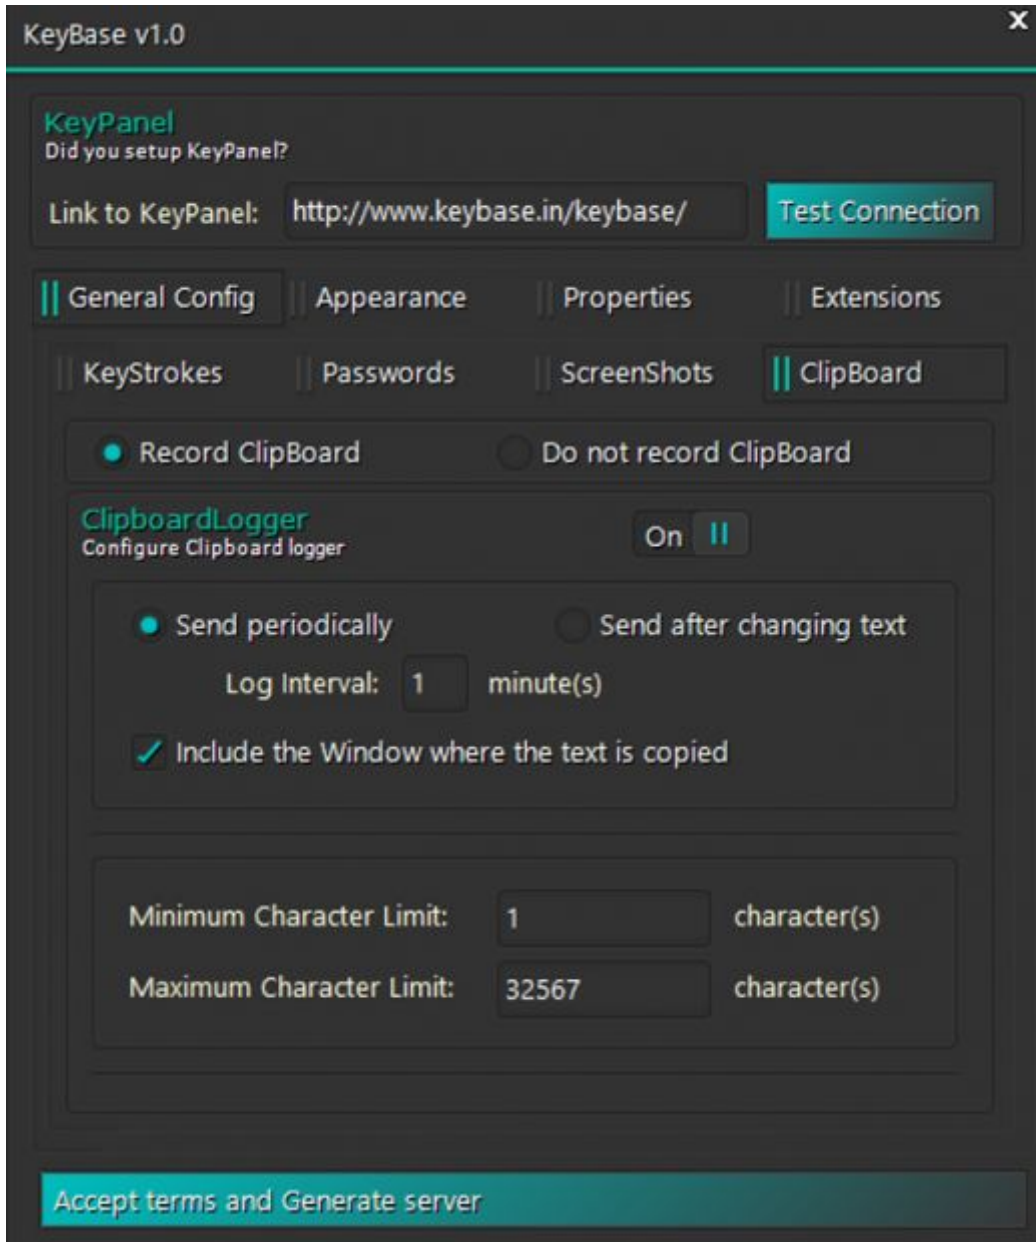 KeyBase v1.0
X
KeyPanel
Did you setup KeyPanel?
Link to KeyPanel: http://www.keybase.in/keybase/ Test Connection
General Config Appearance Properties Extensions
KeyStrokes Passwords ScreenShots ClipBoard
Record ClipBoard Do not record ClipBoard
ClipboardLogger
Configure Clipboard logger
On
Send periodically Send after changing text
Log Interval: 1 minute(s)
Include the Window where the text is copied
Minimum Character Limit: 1 character(s)
Maximum Character Limit: 32567 character(s)
Accept terms and Generate server